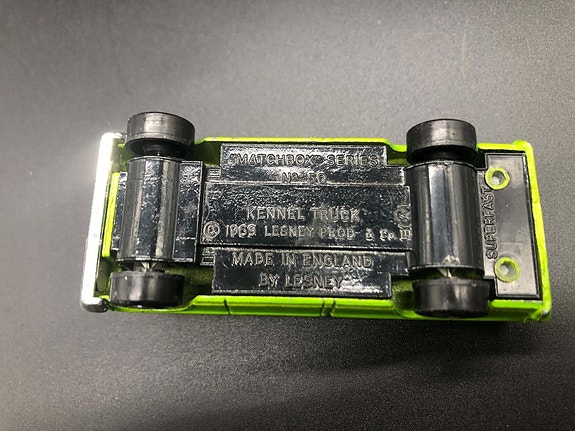 "MATCHBOX" SERIES
Nº 50
KENNEL TRUCK
© 1969 LESNEY PROD. & Co.
MADE IN ENGLAND
BY LESNEY
SUPERFAST